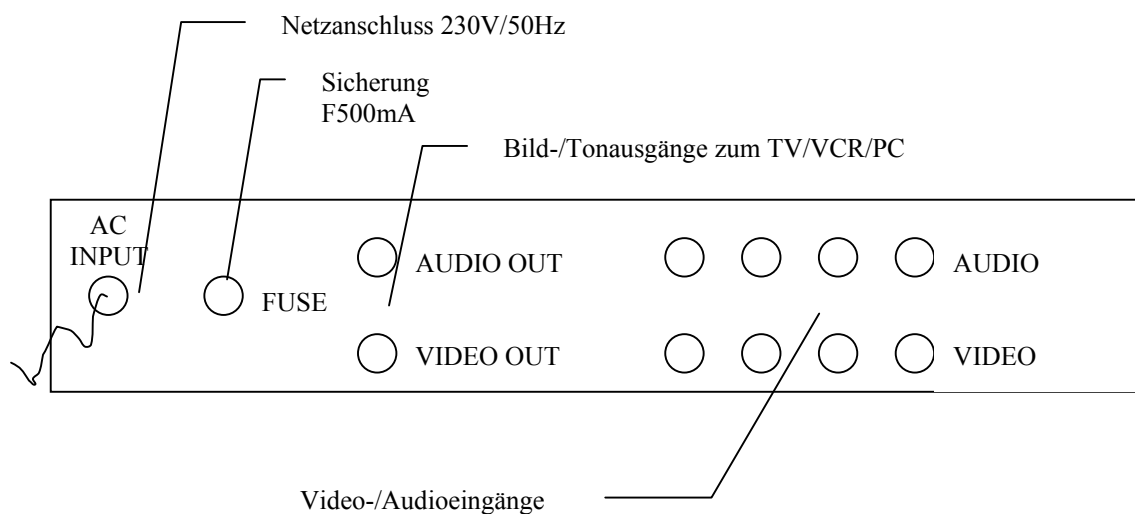 Netzanschluss 230V/50Hz
Sicherung
F500mA
Bild-/Tonausgänge zum TV/VCR/PC
AC
INPUT
AUDIO OUT
AUDIO
FUSE
VIDEO OUT
VIDEO
Video-/Audioeingänge